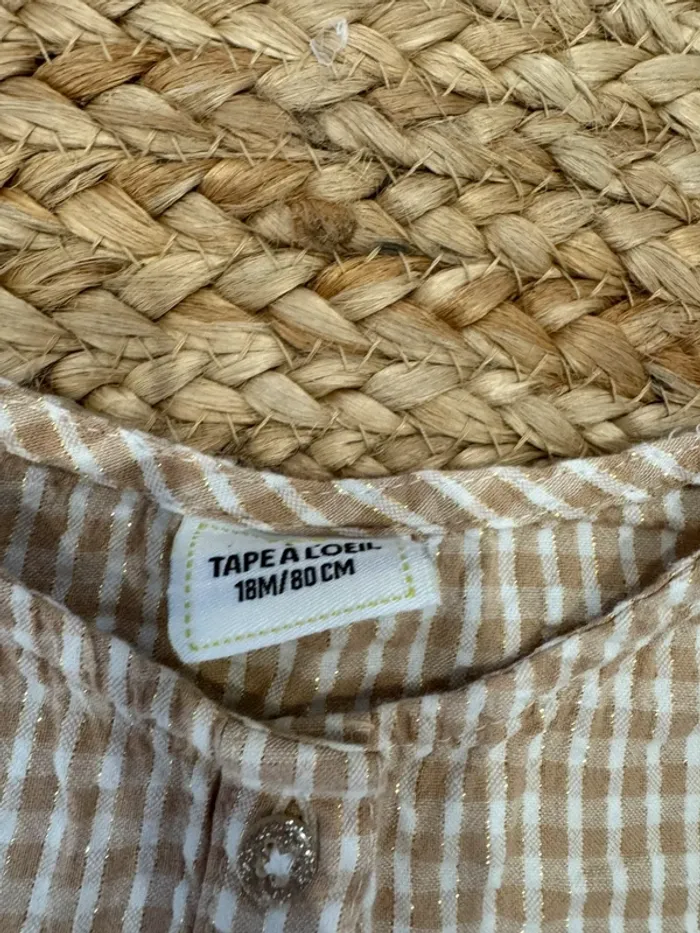 TAPE À L'OEIL
18M/80 CM